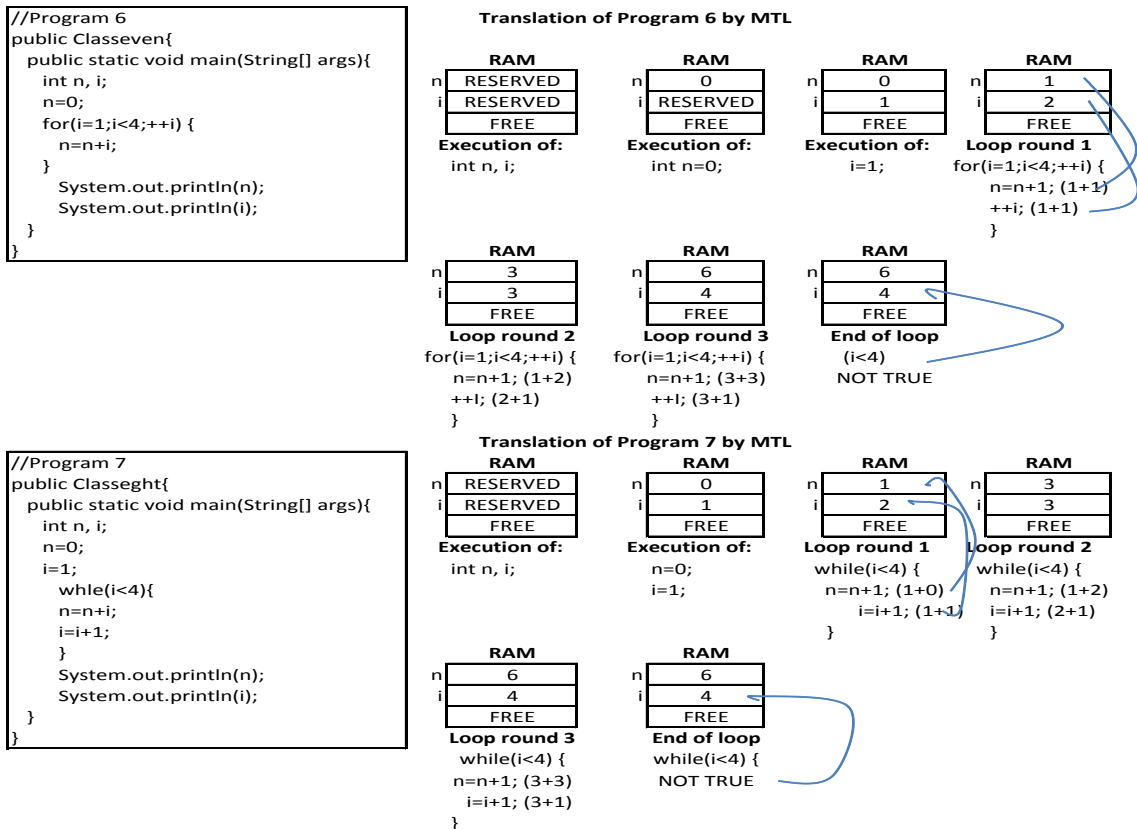 //Program 6
public Classeven{
public static void main(String[] args){
int n, i;
n=0;
for(i=1;i<4;++i) {
n=n+i;
}
System.out.println(n);
System.out.println(i);
}
}
Translation of Program 6 by MTL
RAM
n RESERVED
i RESERVED
FREE
Execution of:
int n, i;
RAM
n 0
i RESERVED
FREE
Execution of:
int n=0;
RAM
n 0
i 1
FREE
Execution of:
i=1;
RAM
n 1
i 2
FREE
Loop round 1
for(i=1;i<4;++i) {
n=n+1; (1+1)
++i; (1+1)
}
RAM
n 3
i 3
FREE
Loop round 2
for(i=1;i<4;++i) {
n=n+1; (1+2)
++I; (2+1)
}
RAM
n 6
i 4
FREE
Loop round 3
for(i=1;i<4;++i) {
n=n+1; (3+3)
++I; (3+1)
}
RAM
n 6
i 4
FREE
End of loop
(i<4)
NOT TRUE
Translation of Program 7 by MTL
//Program 7
public Classeght{
public static void main(String[] args){
int n, i;
n=0;
i=1;
whle(i<4){
n=n+i;
i=i+1;
}
System.out.println(n);
System.out.println(i);
}
}
RAM
n RESERVED
i RESERVED
FREE
Execution of:
int n, i;
RAM
n 0
i 1
FREE
Execution of:
n=0;
i=1;
RAM
n 1
i 2
FREE
Loop round 1
while(i<4) {
n=n+1; (1+0)
i=i+1; (1+1)
}
RAM
n 3
i 3
FREE
Loop round 2
while(i<4) {
n=n+1; (1+2)
i=i+1; (2+1)
}
RAM
n 6
i 4
FREE
Loop round 3
while(i<4) {
n=n+1; (3+3)
i=i+1; (3+1)
}
RAM
n 6
i 4
FREE
End of loop
while(i<4) {
NOT TRUE